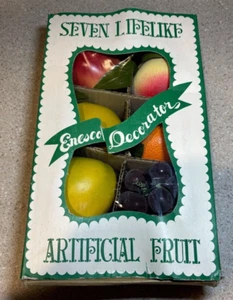 SEVEN LIFELIKE
Enesco Decorator
ARTIFICIAL FRUIT